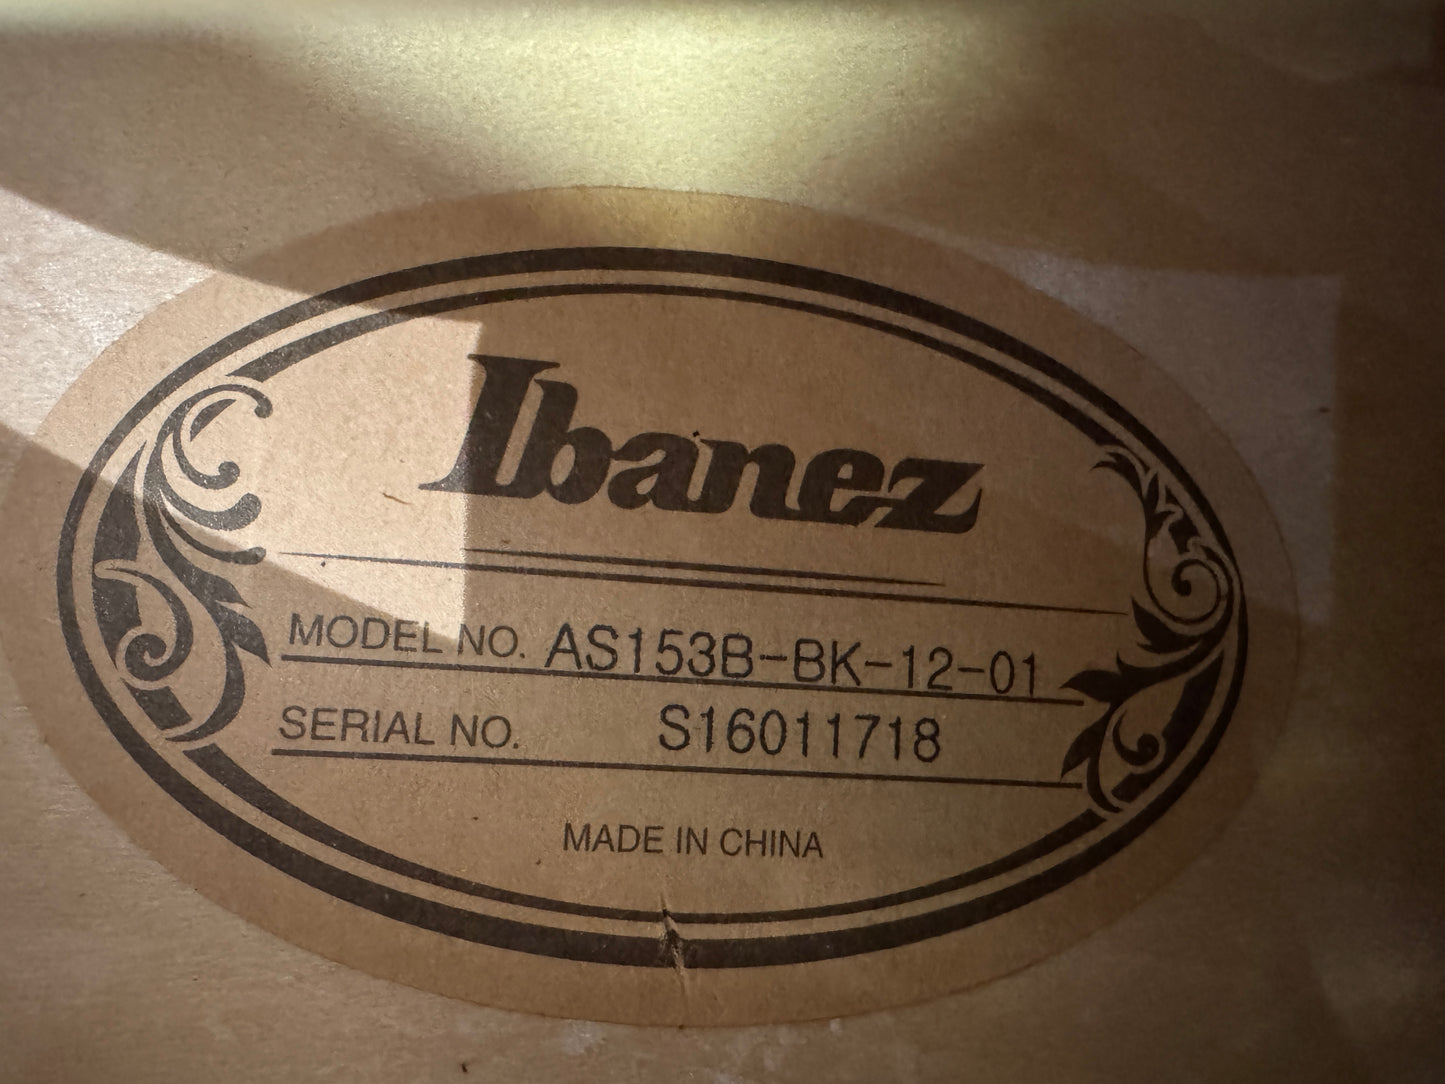 Ibanez
MODEL NO. AS153B-BK-12-01
SERIAL NO. S16011718
MADE IN CHINA